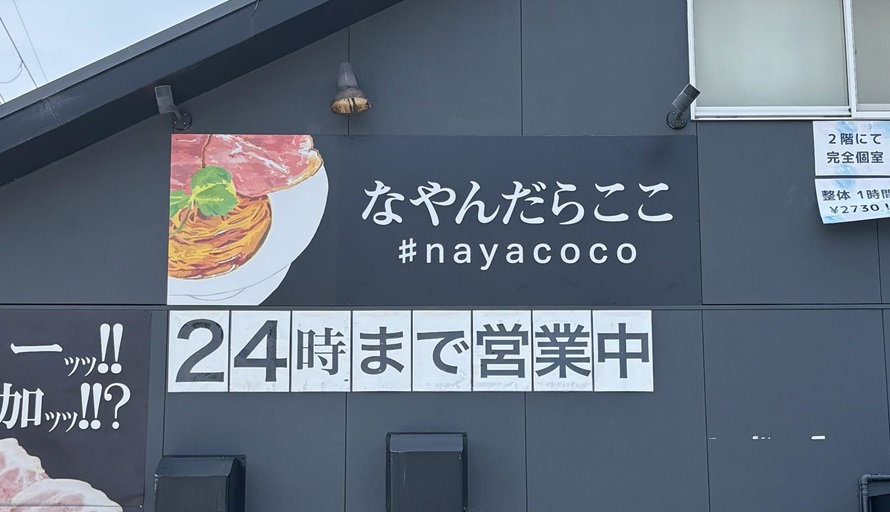 なやんだらここ
#nayacoco
24時まで営業中
2階にて
完全個室
整体 1時間
¥2730!
ーッッ!!
加ッッ!!?